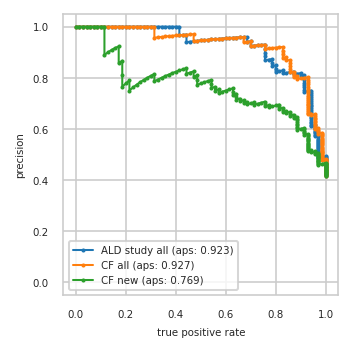 1.0
0.8
0.6
0.4
0.2
0.0
precision
ALD study all (aps: 0.923)
CF all (aps: 0.927)
CF new (aps: 0.769)
0.0 0.2 0.4 0.6 0.8 1.0
true positive rate